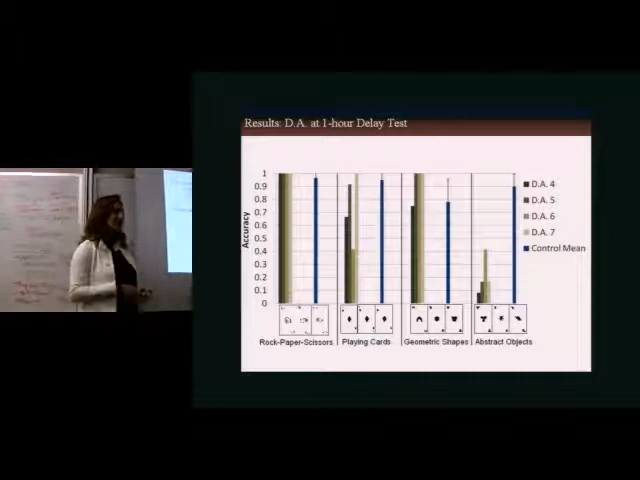 Results: D.A. at 1-hour Delay Test
1
0.9
0.8
0.7
0.6
0.5
0.4
0.3
0.2
0.1
0
Accuracy
D.A. 4
D.A. 5
D.A. 6
D.A. 7
Control Mean
Rock-Paper-Scissors
Playing Cards
Geometric Shapes
Abstract Objects